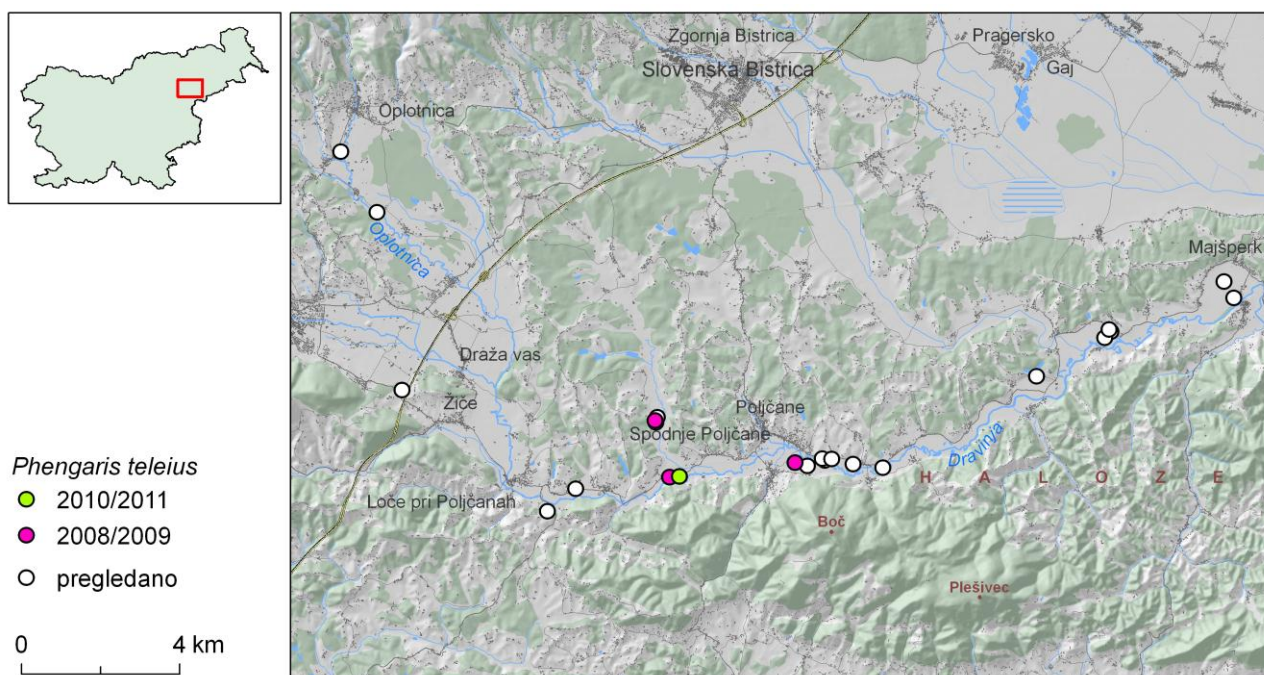 Zgornja Bistrica
Pragersko
Slovenska Bistrica
Gaj
Oplotnica
Oplotnica
Majšperk
Draža vas
Žiče
Poljčane
Spodnje Poljčane
Dravinja
Phengaris teleius
2010/2011
2008/2009
pregledano
0 4 km
Loče pri Poljčanah
HALOZE
Boč
Plešivec